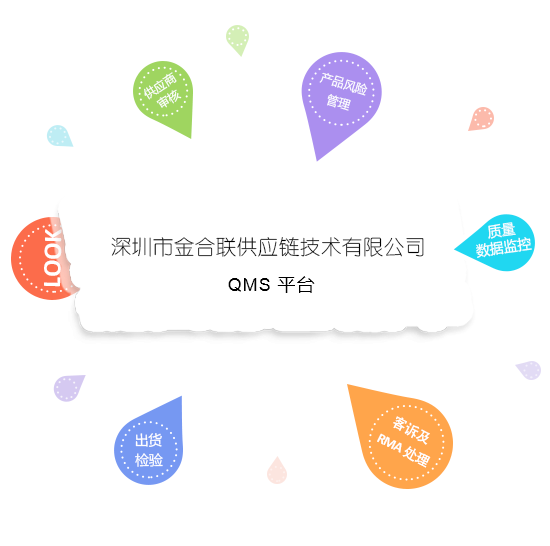 供应商
审核
产品风险
管理
LOOK
质量
数据监控
深圳市金合联供应链技术有限公司
QMS 平台
出货
检验
客诉及
RMA 处理